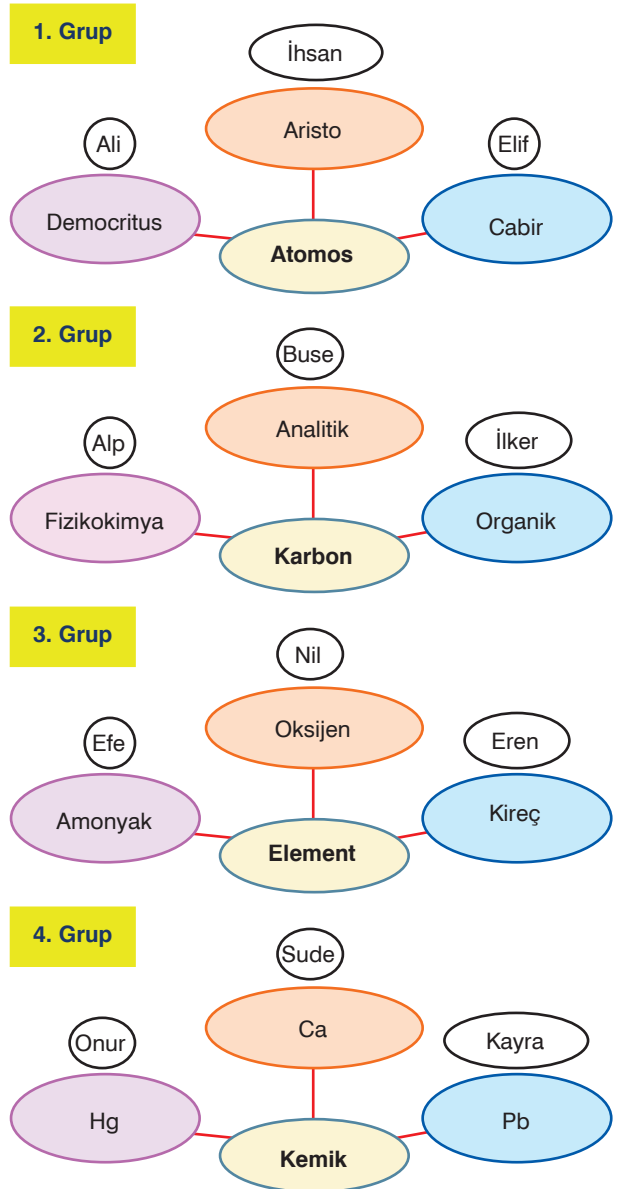 1. Grup
İhsan
Aristo
Ali
Democritus
Elif
Cabir
Atomos
2. Grup
Buse
Analitik
Alp
Fizikokimya
İlker
Organik
Karbon
3. Grup
Nil
Oksijen
Efe
Amonyak
Eren
Kireç
Element
4. Grup
Sude
Ca
Onur
Hg
Kayra
Pb
Kemik